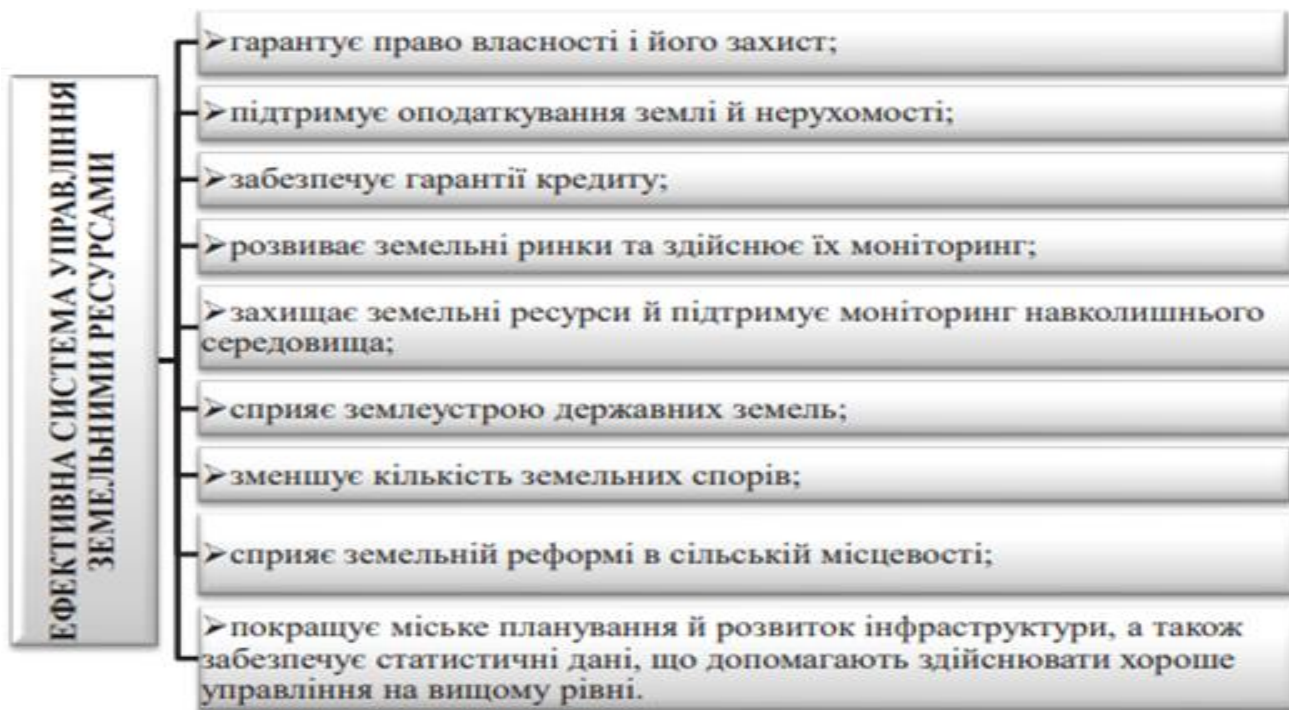 ЕФЕКТИВНА СИСТЕМА УПРАВЛІННЯ
ЗЕМЕЛЬНИМИ РЕСУРСАМИ
➢гарантує право власності і його захист;
➢підтримує оподаткування землі й нерухомості;
➢забезпечує гарантії кредиту;
➢розвиває земельні ринки та здійснює їх моніторинг;
➢захищає земельні ресурси й підтримує моніторинг навколишнього
середовища;
➢сприяє землеустрою державних земель;
➢зменшує кількість земельних спорів;
➢сприяє земельній реформі в сільській місцевості;
➢покращує міське планування й розвиток інфраструктури, а також
забезпечує статистичні дані, що допомагають здійснювати хороше
управління на вищому рівні.